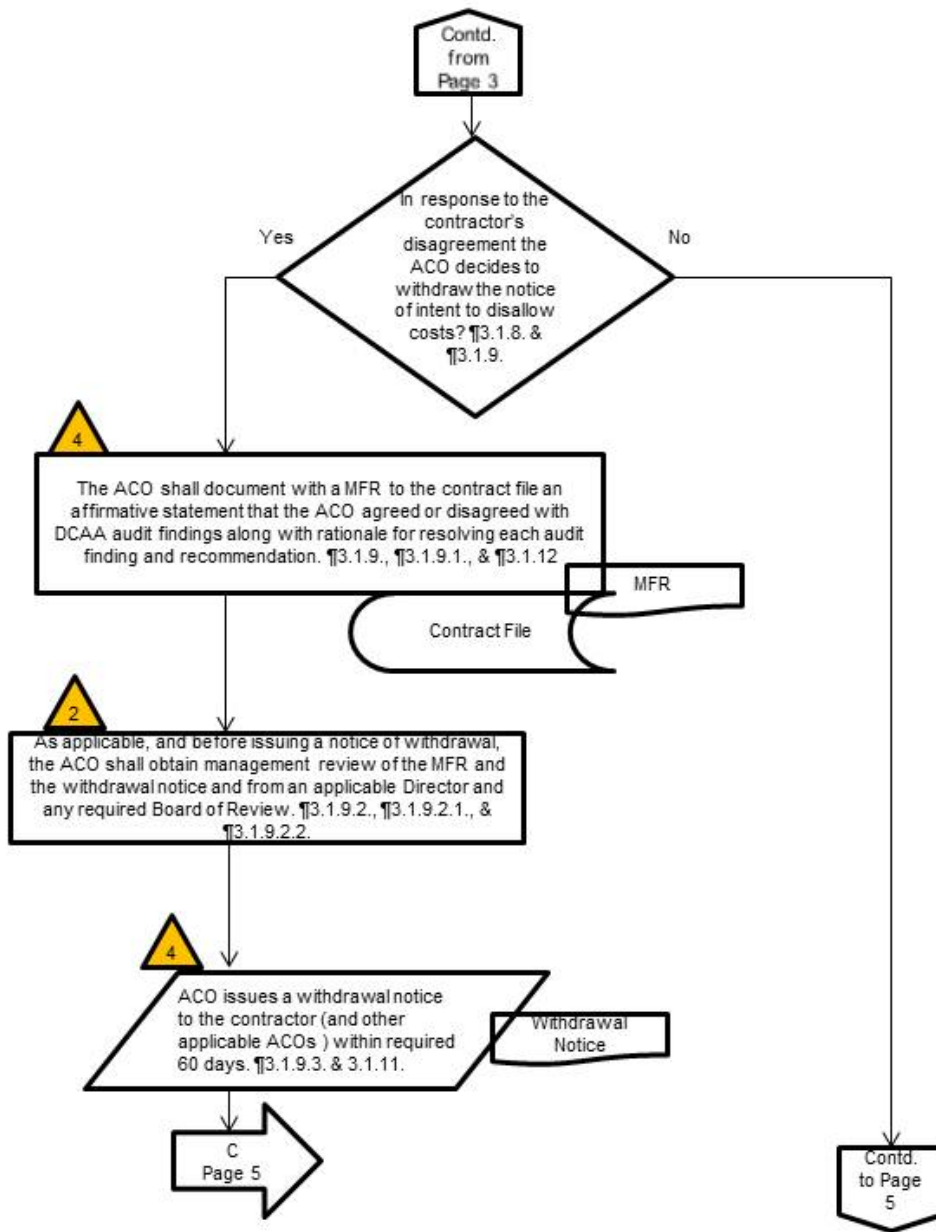 Contd.
from
Page 3
In response to the
contractor's
disagreement the
ACO decides to
withdraw the notice
of intent to disallow
costs? ¶3.1.8. &
¶3.1.9.
Yes
No
4
The ACO shall document with a MFR to the contract file an
affirmative statement that the ACO agreed or disagreed with
DCAA audit findings along with rationale for resolving each audit
finding and recommendation. ¶3.1.9., ¶3.1.9.1., & ¶3.1.12
MFR
Contract File
2
As applicable, and before issuing a notice of withdrawal,
the ACO shall obtain management review of the MFR and
the withdrawal notice and from an applicable Director and
any required Board of Review. ¶3.1.9.2., ¶3.1.9.2.1., &
¶3.1.9.2.2.
4
ACO issues a withdrawal notice
to the contractor (and other
applicable ACOs ) within required
60 days. ¶3.1.9.3. & 3.1.11.
Withdrawal
Notice
C
Page 5
Contd.
to Page
5